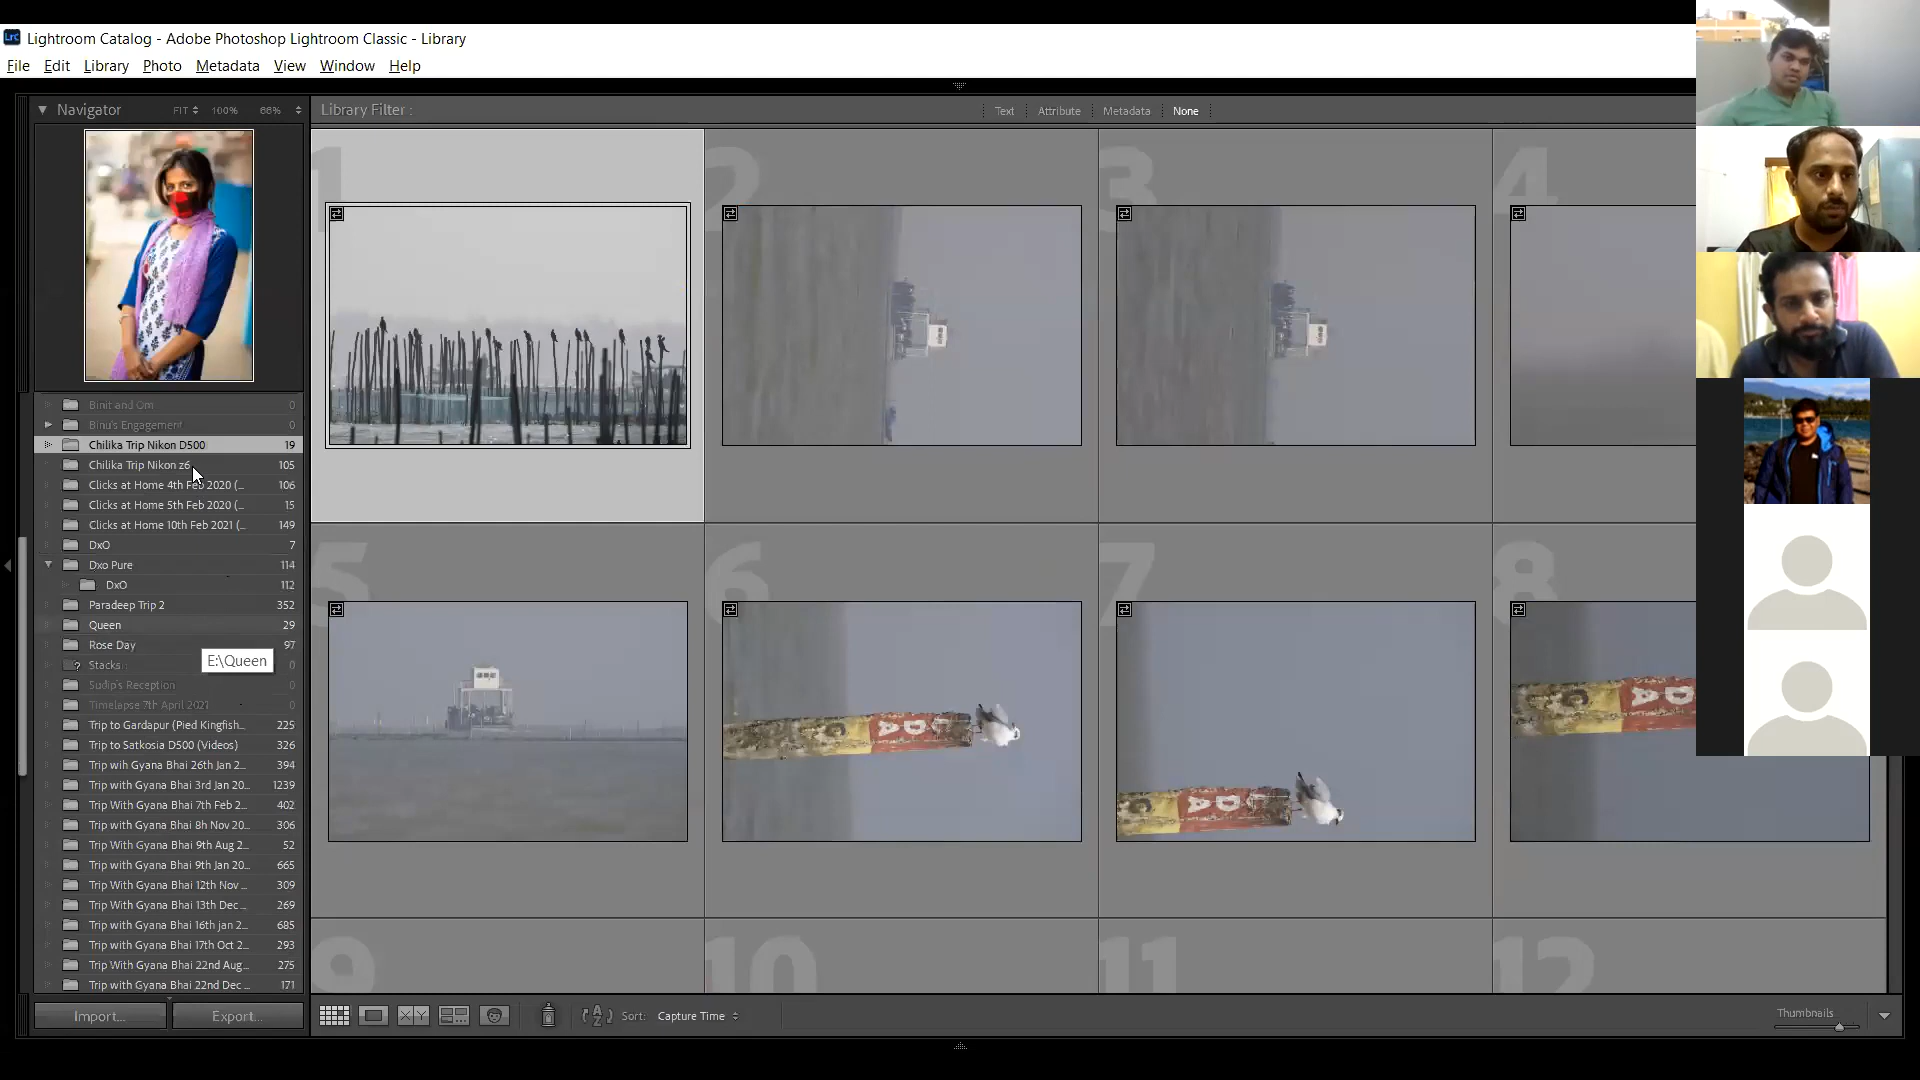 Lrc Lightroom Catalog - Adobe Photoshop Lightroom Classic - Library
File Edit Library Photo Metadata View Window Help
Navigator FIT 100% 66%
Library Filter : Text Attribute Metadata None
1 2 3 4
Binit and Om 0
Binu's Engagement 0
Chilika Trip Nikon D500 19
Chilika Trip Nikon z6 105
Clicks at Home 4th Feb 2020 (... 106
Clicks at Home 5th Feb 2020 (... 15
Clicks at Home 10th Feb 2021 (... 149
DxO 7
Dxo Pure 114
DxO 112
Paradeep Trip 2 352
Queen 29
Rose Day 97
E:\Queen
? Stacks 0
Sudip's Reception 0
Timelapse 7th April 2021 0
Trip to Gardapur (Pied Kingfish... 225
Trip to Satkosia D500 (Videos) 326
Trip wih Gyana Bhai 26th Jan 2... 394
Trip with Gyana Bhai 3rd Jan 20... 1239
Trip With Gyana Bhai 7th Feb 2... 402
Trip with Gyana Bhai 8h Nov 20... 306
Trip With Gyana Bhai 9th Aug 2... 52
Trip with Gyana Bhai 9th Jan 20... 665
Trip With Gyana Bhai 12th Nov ... 309
Trip with Gyana Bhai 13th Dec ... 269
Trip with Gyana Bhai 16th jan 2... 685
Trip with Gyana Bhai 17th Oct 2... 293
Trip With Gyana Bhai 22nd Aug... 275
Trip with Gyana Bhai 22nd Dec ... 171
5 6 7 8
9 10 11 12
Import... Export...
XY AZ Sort: Capture Time
Thumbnails